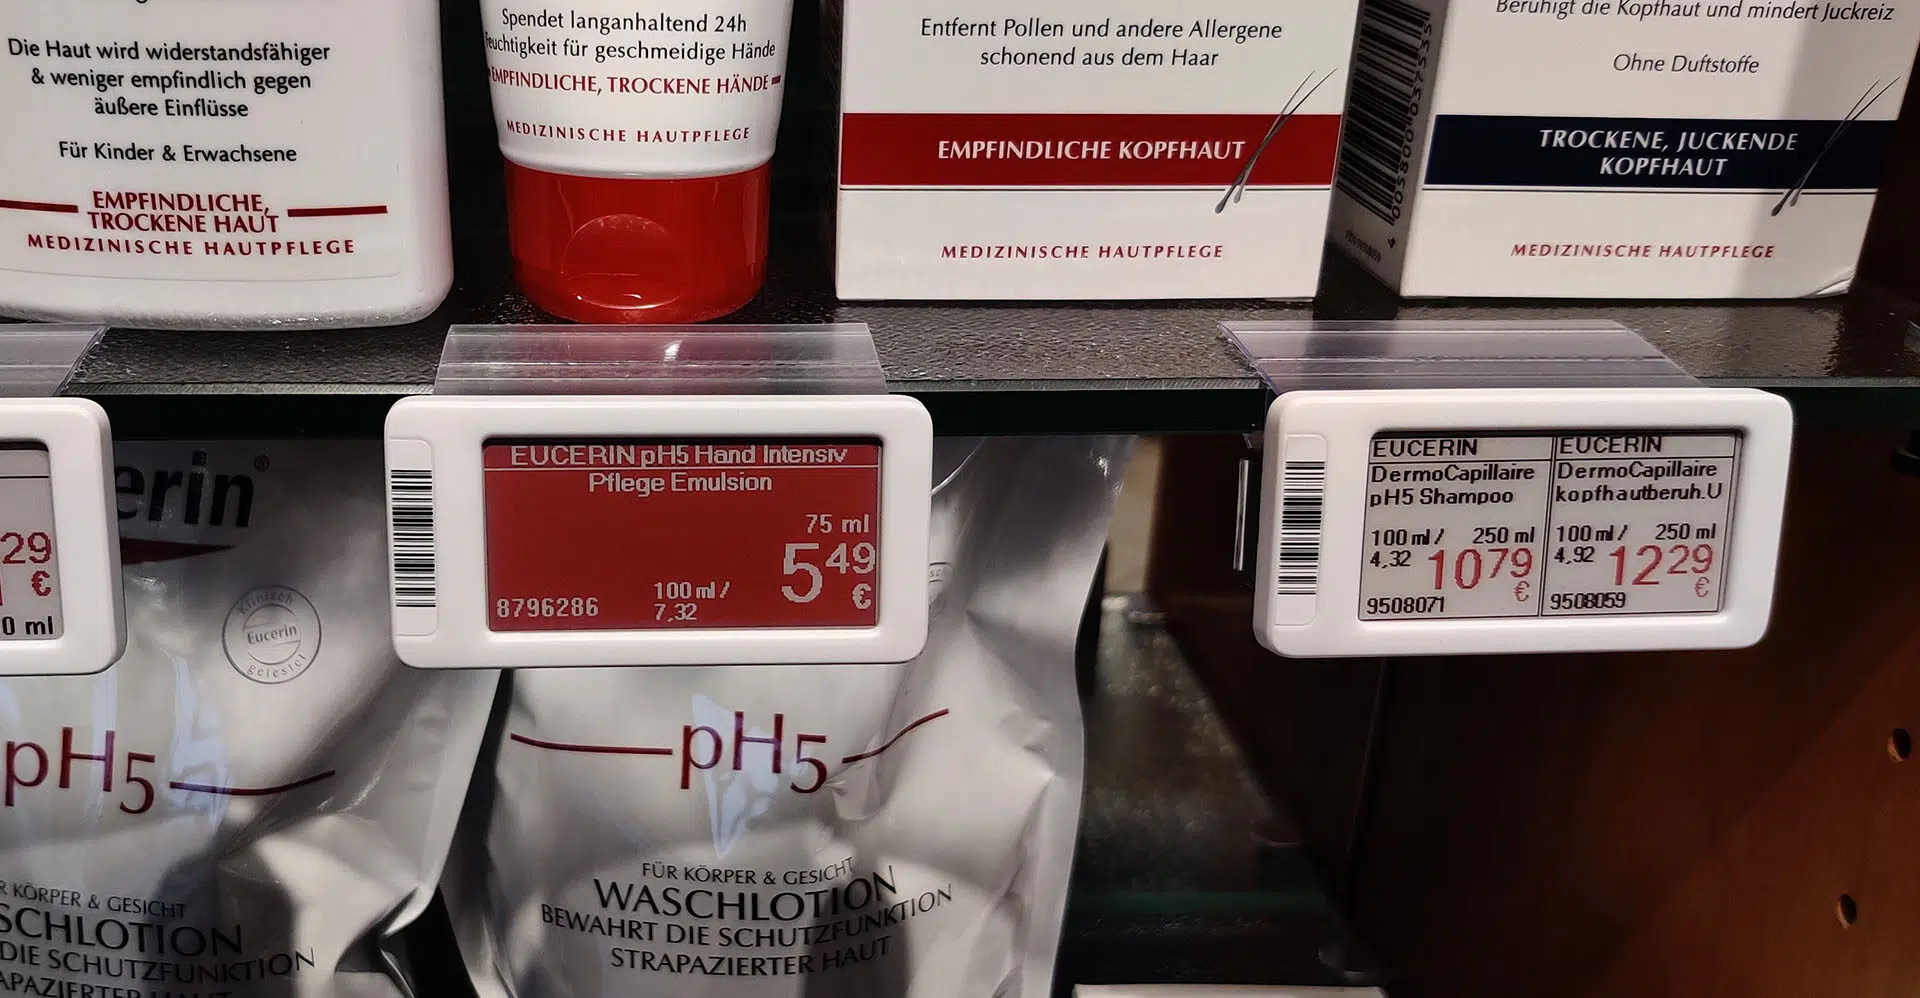 Die Haut wird widerstandsfähiger
& weniger empfindlich gegen
äußere Einflüsse
Für Kinder & Erwachsene
EMPFINDLICHE,
TROCKENE HAUT
MEDIZINISCHE HAUTPFLEGE
Spendet langanhaltend 24h
Feuchtigkeit für geschmeidige Hände
EMPFINDLICHE, TROCKENE HÄNDE
MEDIZINISCHE HAUTPFLEGE
Entfernt Pollen und andere Allergene
schonend aus dem Haar
EMPFINDLICHE KOPFHAUT
MEDIZINISCHE HAUTPFLEGE
Beruhigt die Kopfhaut und mindert Juckreiz
Ohne Duftstoffe
TROCKENE, JUCKENDE
KOPFHAUT
MEDIZINISCHE HAUTPFLEGE
29
€
0 ml
EUCERIN pH5 Hand Intensiv
Pflege Emulsion
75 ml
5 49
€
100 ml /
7,32
8796286
EUCERIN
DermoCapillaire
pH5 Shampoo
100 ml / 250 ml
4,32 10 79
€
9508071
EUCERIN
DermoCapillaire
kopfhautberuh.U
100 ml / 250 ml
4,92 12 29
€
9508059
erin®
Klinisch
Eucerin
getestet
pH5
R KÖRPER & GESICHT
SCHLOTION
DIE SCHUTZFUNKTION
pH5
FÜR KÖRPER & GESICHT
WASCHLOTION
BEWAHRT DIE SCHUTZFUNKTION
STRAPAZIERTER HAUT